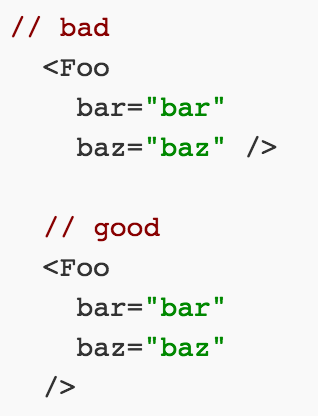 // bad
  <Foo
    bar="bar"
    baz="baz" />

  // good
  <Foo
    bar="bar"
    baz="baz"
  />